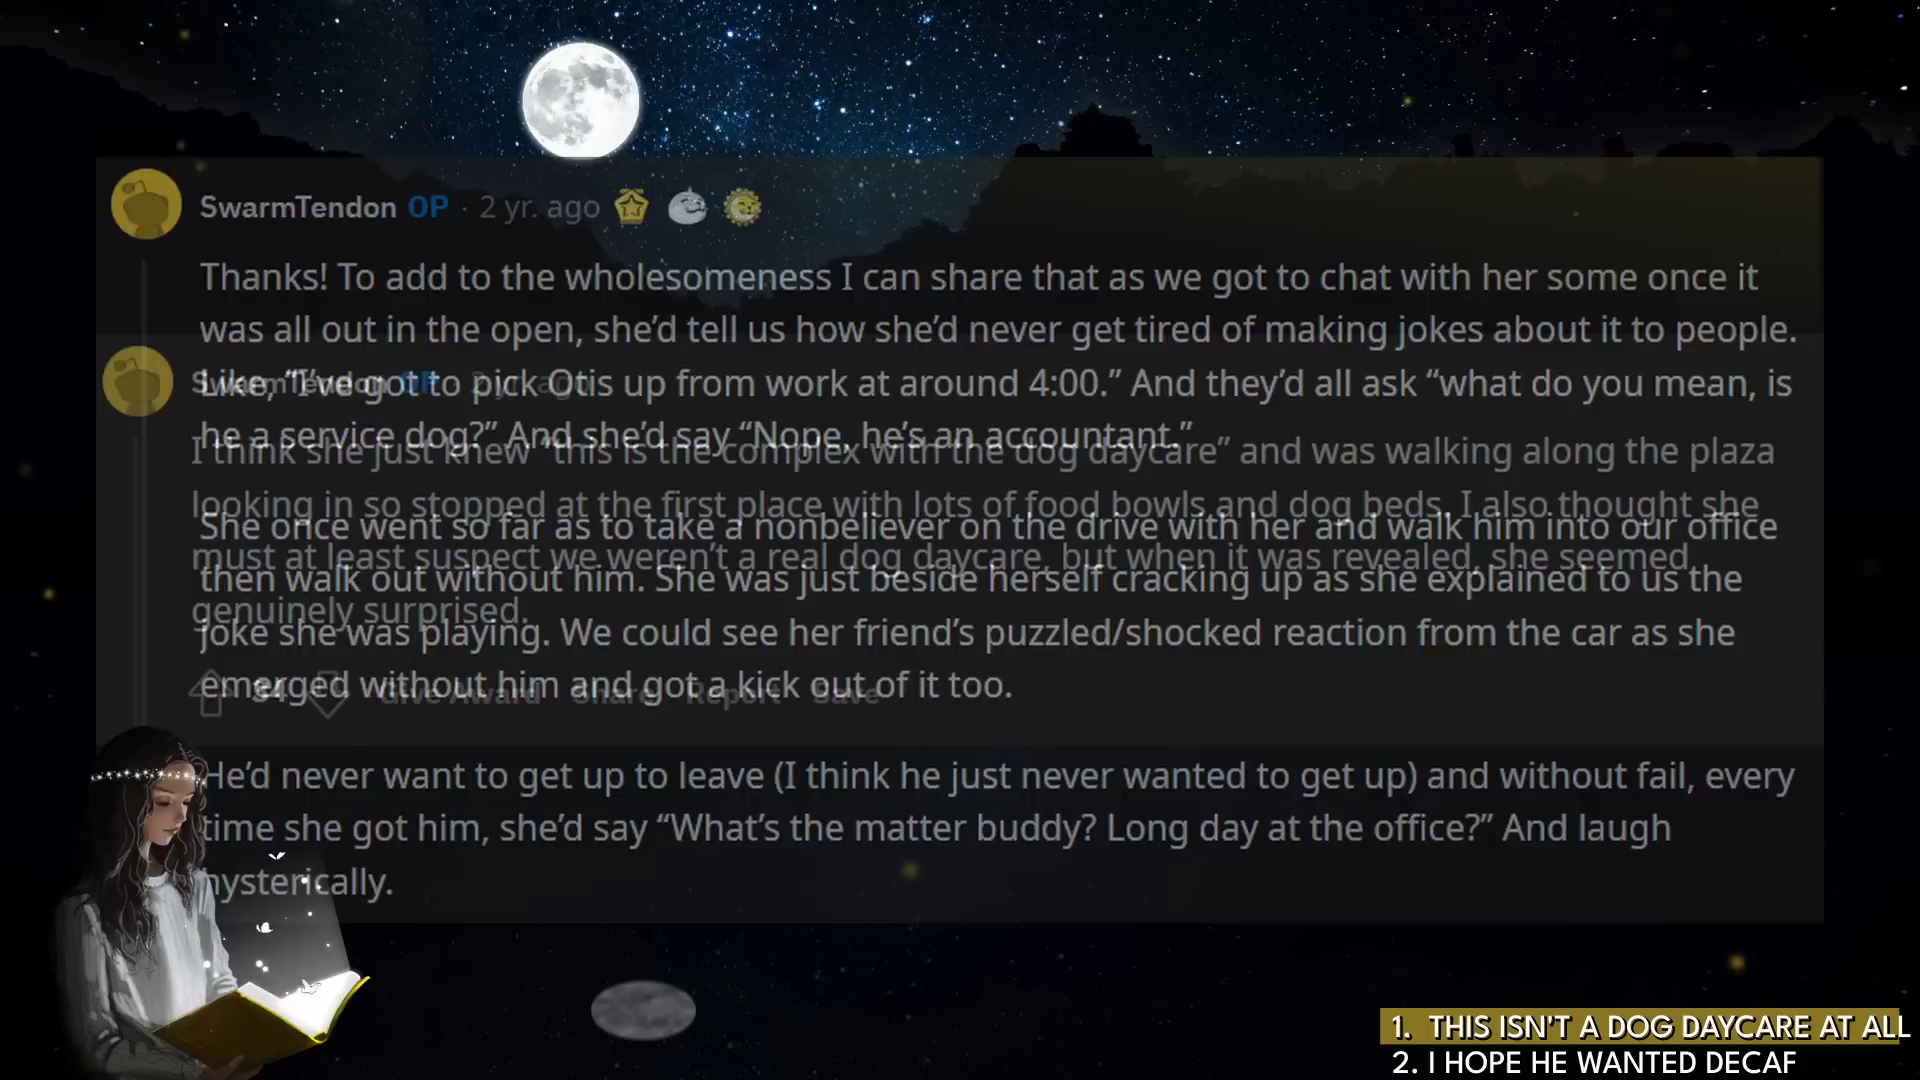 SwarmTendon OP · 2 yr. ago
Thanks! To add to the wholesomeness I can share that as we got to chat with her some once it
was all out in the open, she’d tell us how she’d never get tired of making jokes about it to people.
Like, “I’ve got to pick Otis up from work at around 4:00.” And they’d all ask “what do you mean, is
he a service dog?” And she’d say “Nope, he’s an accountant.”
She once went so far as to take a nonbeliever on the drive with her and walk him into our office
then walk out without him. She was just beside herself cracking up as she explained to us the
joke she was playing. We could see her friend’s puzzled/shocked reaction from the car as she
emerged without him and got a kick out of it too.
He’d never want to get up to leave (I think he just never wanted to get up) and without fail, every
time she got him, she’d say “What’s the matter buddy? Long day at the office?” And laugh
hysterically.
SwarmTendon OP · 2 yr. ago
I think she just knew “this is the complex with the dog daycare” and was walking along the plaza
looking in so stopped at the first place with lots of food bowls and dog beds. I also thought she
must at least suspect we weren’t a real dog daycare, but when it was revealed, she seemed
genuinely surprised.
Give Award Share Report Save
1. THIS ISN'T A DOG DAYCARE AT ALL
2. I HOPE HE WANTED DECAF